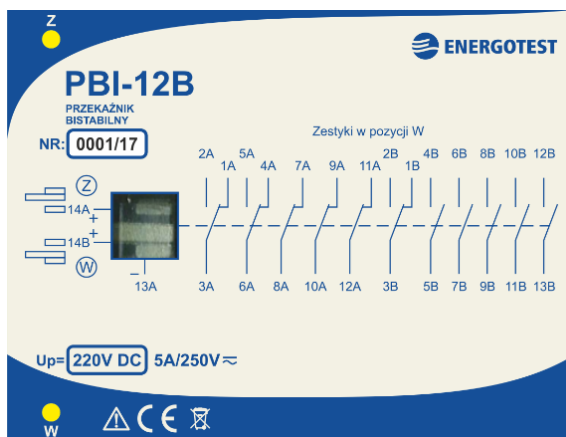 Z
ENERGOTEST
PBI-12B
PRZEKAŹNIK
BISTABILNY
NR: 0001/17
Zestyki w pozycji W
2A 5A 2B 4B 6B 8B 10B 12B
1A 4A 7A 9A 11A 1B
Z
14A +
14B +
W
− 13A
3A 6A 8A 10A 12A 3B 5B 7B 9B 11B 13B
Up= 220V DC 5A/250V ⎓
W
CE